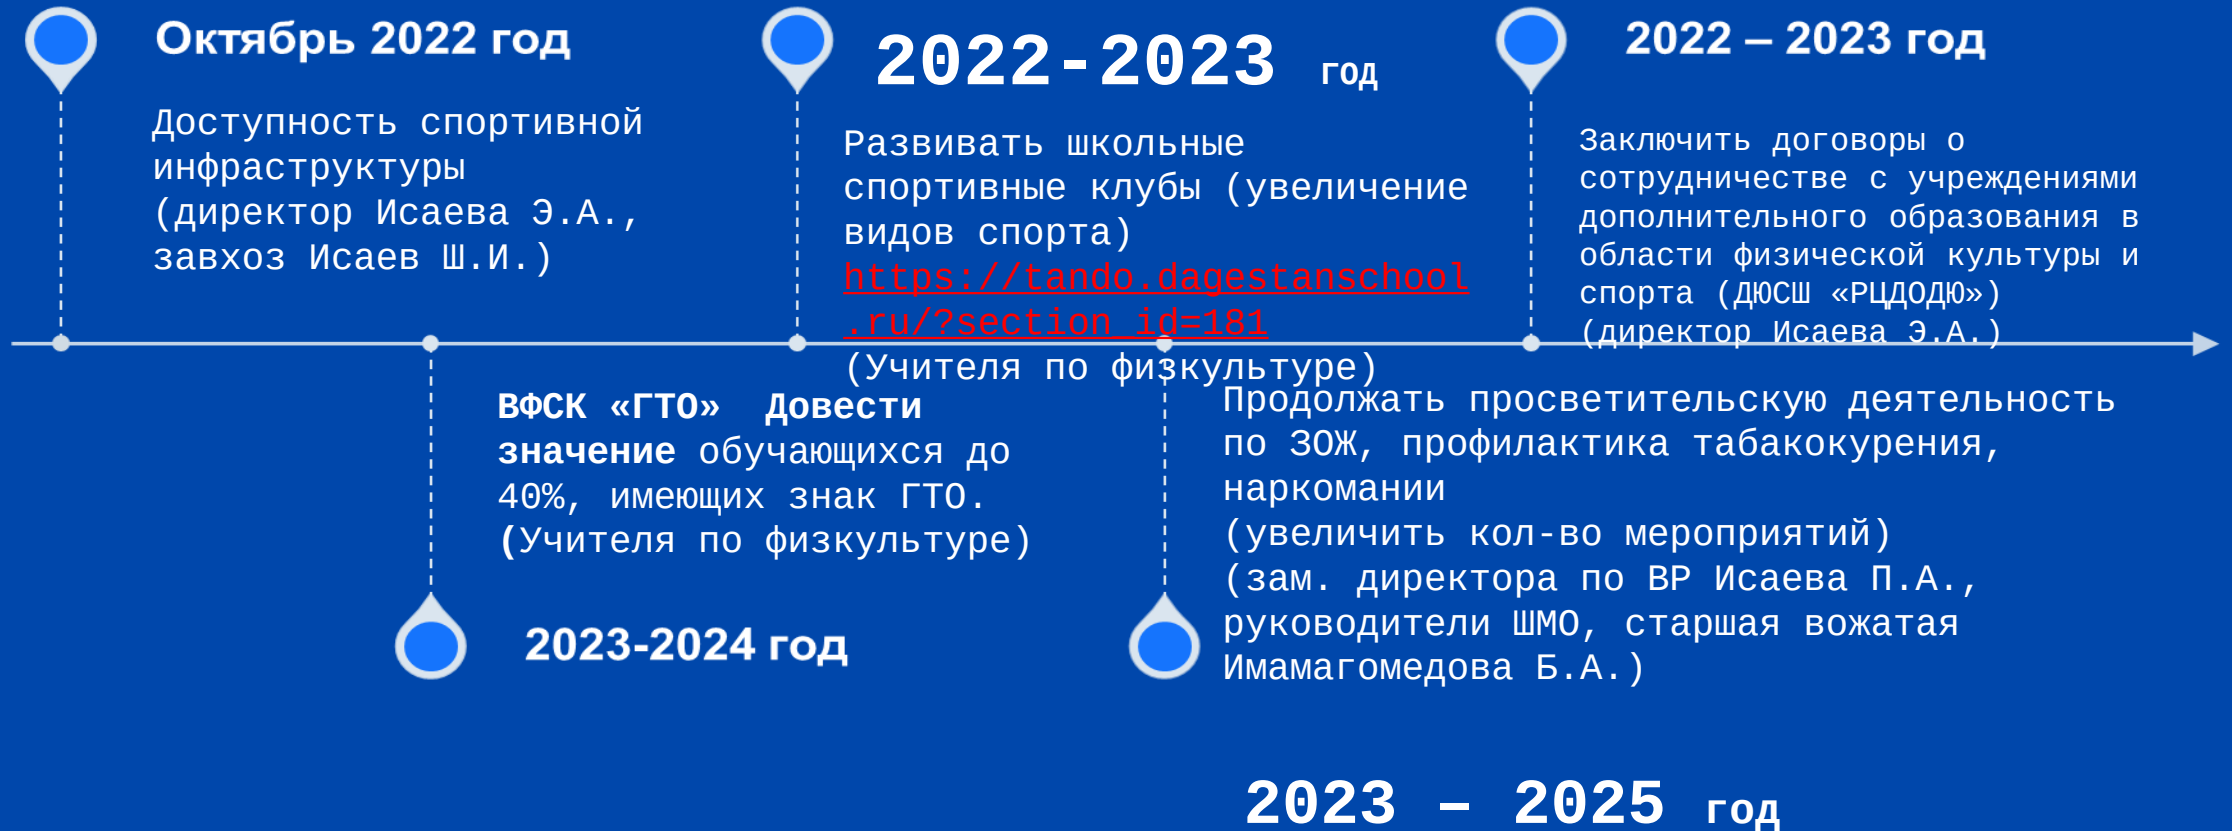 Октябрь 2022 год
Доступность спортивной
инфраструктуры
(директор Исаева Э.А.,
завхоз Исаев Ш.И.)
ВФСК «ГТО»  Довести
значение обучающихся до
40%, имеющих знак ГТО.
(Учителя по физкультуре)
2023-2024 год
2022-2023 год
Развивать школьные
спортивные клубы (увеличение
видов спорта)
https://tando.dagestanschool
.ru/?section_id=181
(Учителя по физкультуре)
Продолжать просветительскую деятельность
по ЗОЖ, профилактика табакокурения,
наркомании
(увеличить кол-во мероприятий)
(зам. директора по ВР Исаева П.А.,
руководители ШМО, старшая вожатая
Имамагомедова Б.А.)
2023 – 2025 год
2022 – 2023 год
Заключить договоры о
сотрудничестве с учреждениями
дополнительного образования в
области физической культуры и
спорта (ДЮСШ «РЦДОДЮ»)
(директор Исаева Э.А.)